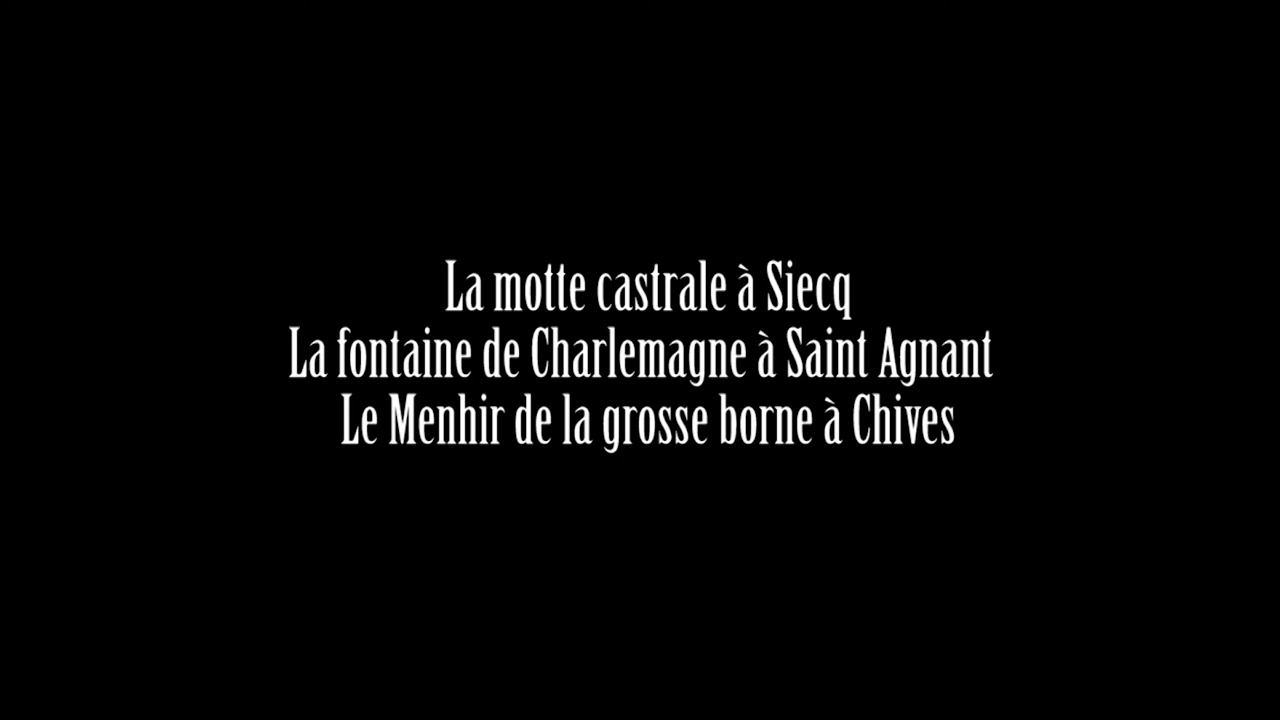 La motte castrale à Siecq
La fontaine de Charlemagne à Saint Agnant
Le Menhir de la grosse borne à Chives